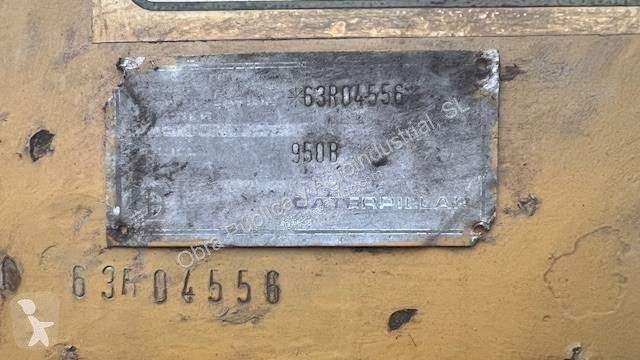 *63R04556*
950B
CATERPILLAR
63R04556
Obra Publica y Agroindustrial, SL